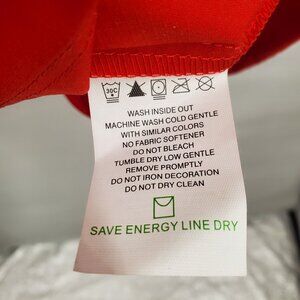 30C
WASH INSIDE OUT
MACHINE WASH COLD GENTLE
WITH SIMILAR COLORS
NO FABRIC SOFTENER
DO NOT BLEACH
TUMBLE DRY LOW GENTLE
REMOVE PROMPTLY
DO NOT IRON DECORATION
DO NOT DRY CLEAN
SAVE ENERGY LINE DRY